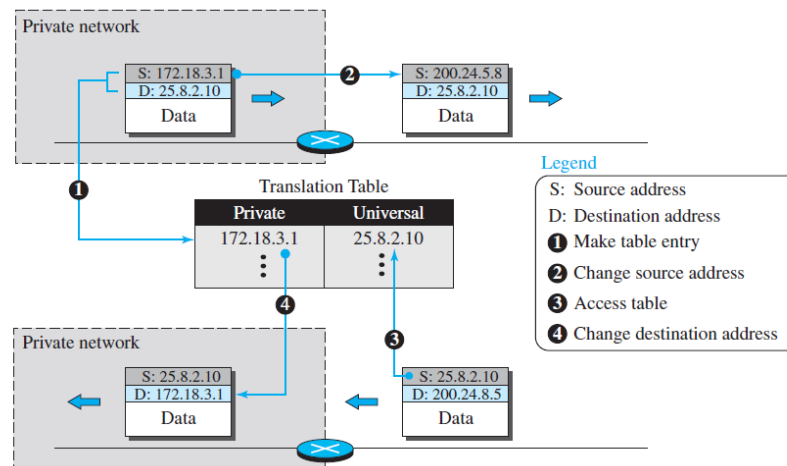 Private network
S: 172.18.3.1
D: 25.8.2.10
Data
2
S: 200.24.5.8
D: 25.8.2.10
Data
1
Translation Table
Private Universal
172.18.3.1 25.8.2.10
4
3
Legend
S: Source address
D: Destination address
1 Make table entry
2 Change source address
3 Access table
4 Change destination address
Private network
S: 25.8.2.10
D: 172.18.3.1
Data
S: 25.8.2.10
D: 200.24.8.5
Data